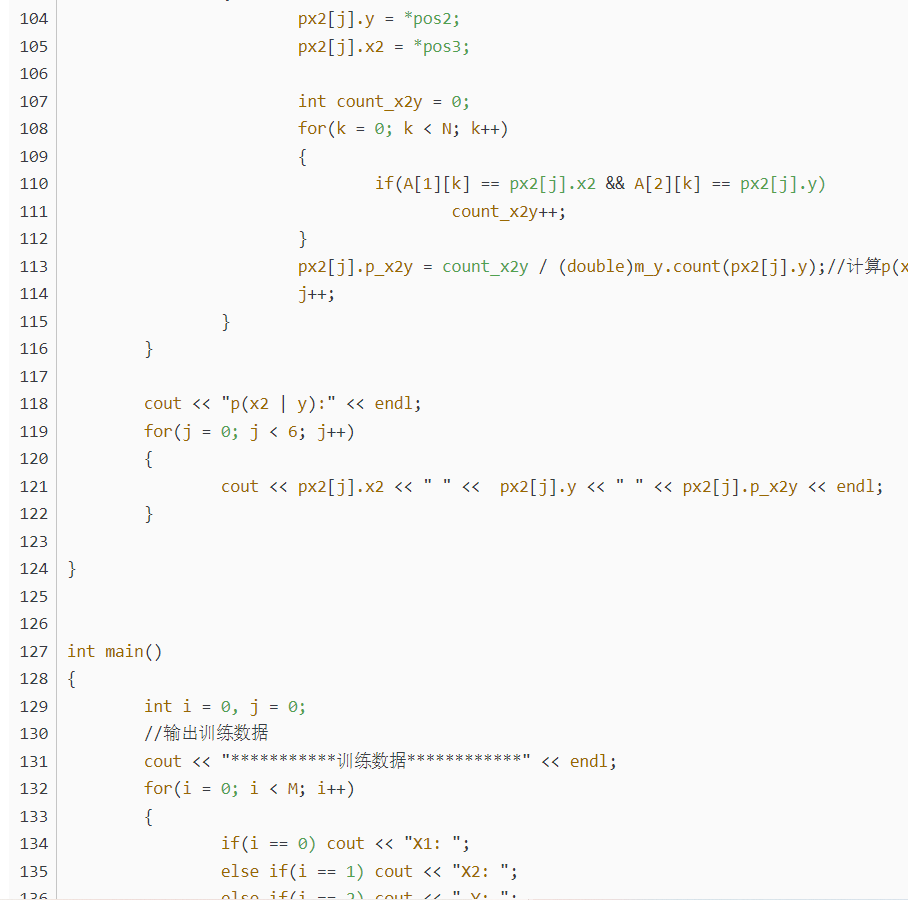 104 px2[j].y = *pos2;
105 px2[j].x2 = *pos3;
106
107 int count_x2y = 0;
108 for(k = 0; k < N; k++)
109 {
110 if(A[1][k] == px2[j].x2 && A[2][k] == px2[j].y)
111 count_x2y++;
112 }
113 px2[j].p_x2y = count_x2y / (double)m_y.count(px2[j].y);//计算p(x
114 j++;
115 }
116 }
117
118 cout << "p(x2 | y):" << endl;
119 for(j = 0; j < 6; j++)
120 {
121 cout << px2[j].x2 << " " <<  px2[j].y << " " << px2[j].p_x2y << endl;
122 }
123
124 }
125
126
127 int main()
128 {
129 int i = 0, j = 0;
130 //输出训练数据
131 cout << "***********训练数据************" << endl;
132 for(i = 0; i < M; i++)
133 {
134 if(i == 0) cout << "X1: ";
135 else if(i == 1) cout << "X2: ";
136 else if(i == 2) cout << " Y: ";